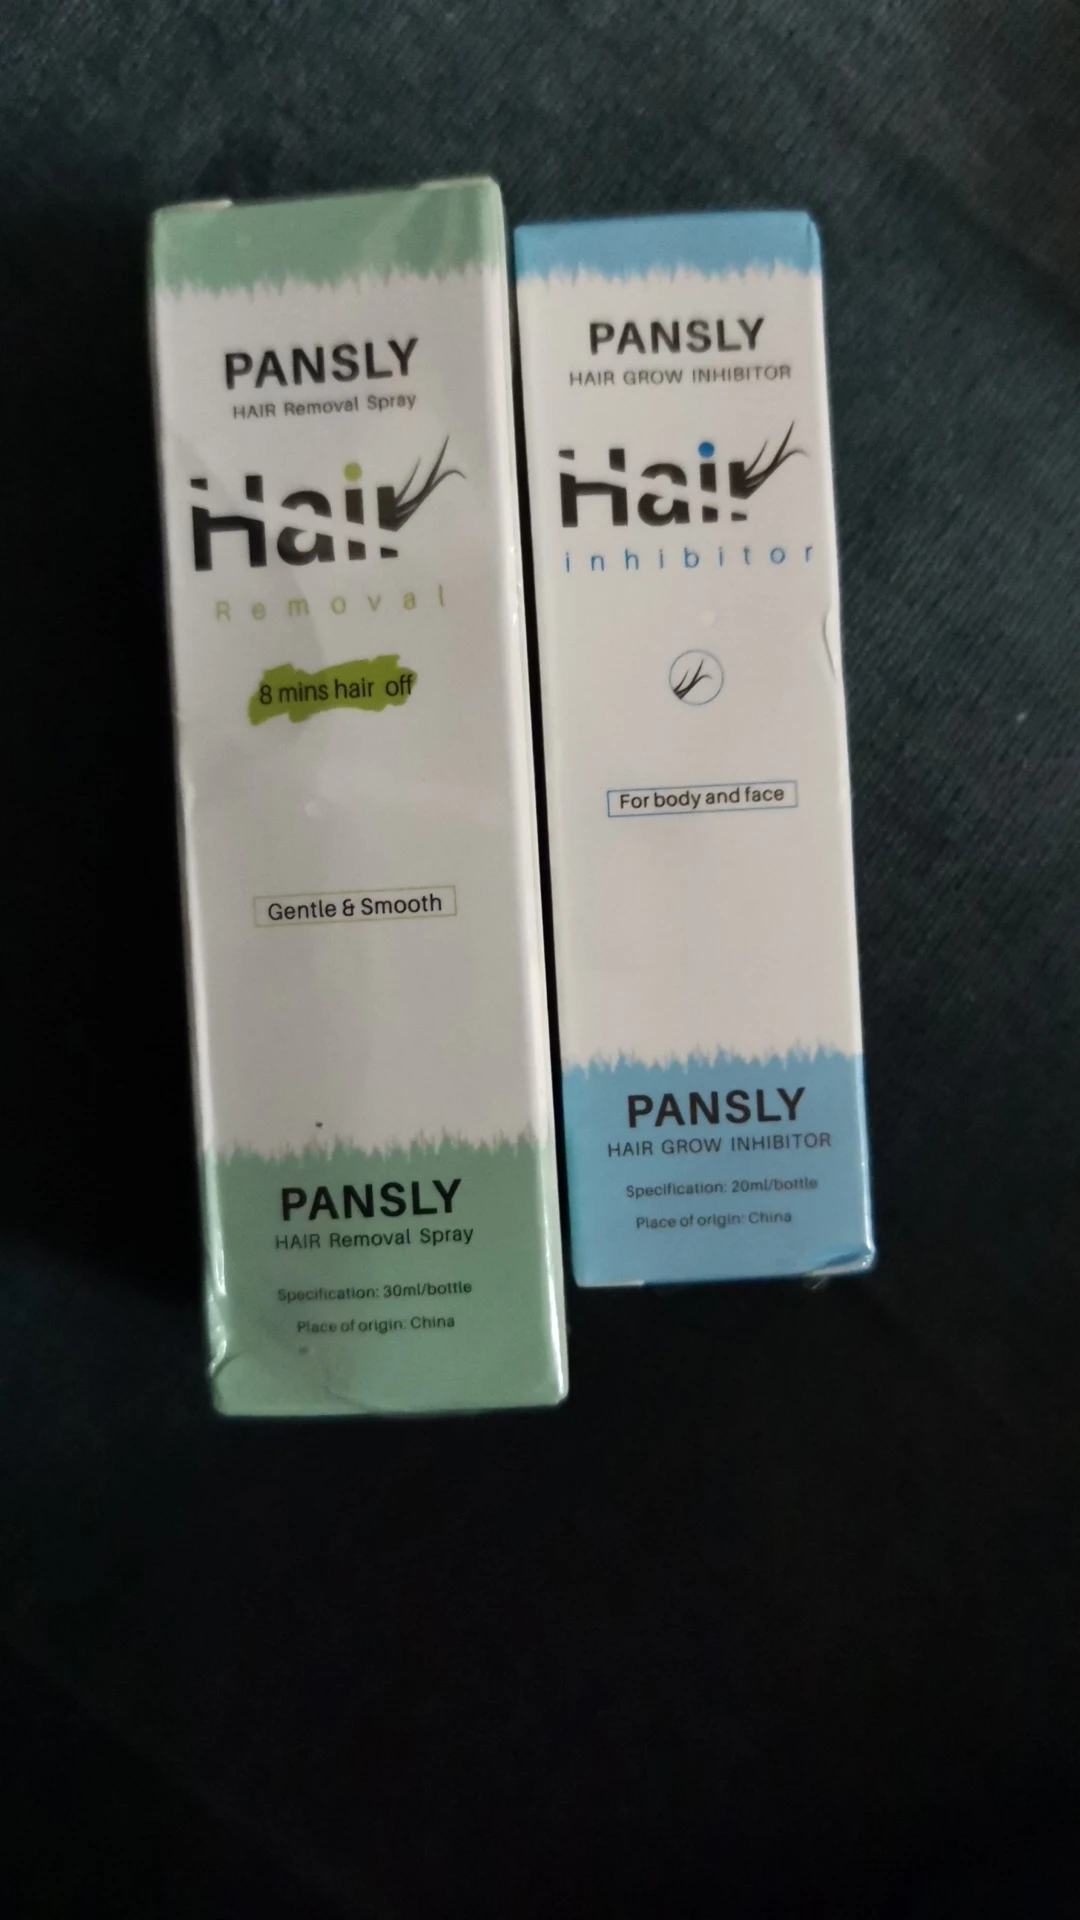 PANSLY
HAIR Removal Spray
Hair
Removal
8 mins hair off
Gentle & Smooth
PANSLY
HAIR Removal Spray
Specification: 30ml/bottle
Place of origin: China
PANSLY
HAIR GROW INHIBITOR
Hair
inhibitor
For body and face
PANSLY
HAIR GROW INHIBITOR
Specification: 20ml/bottle
Place of origin: China